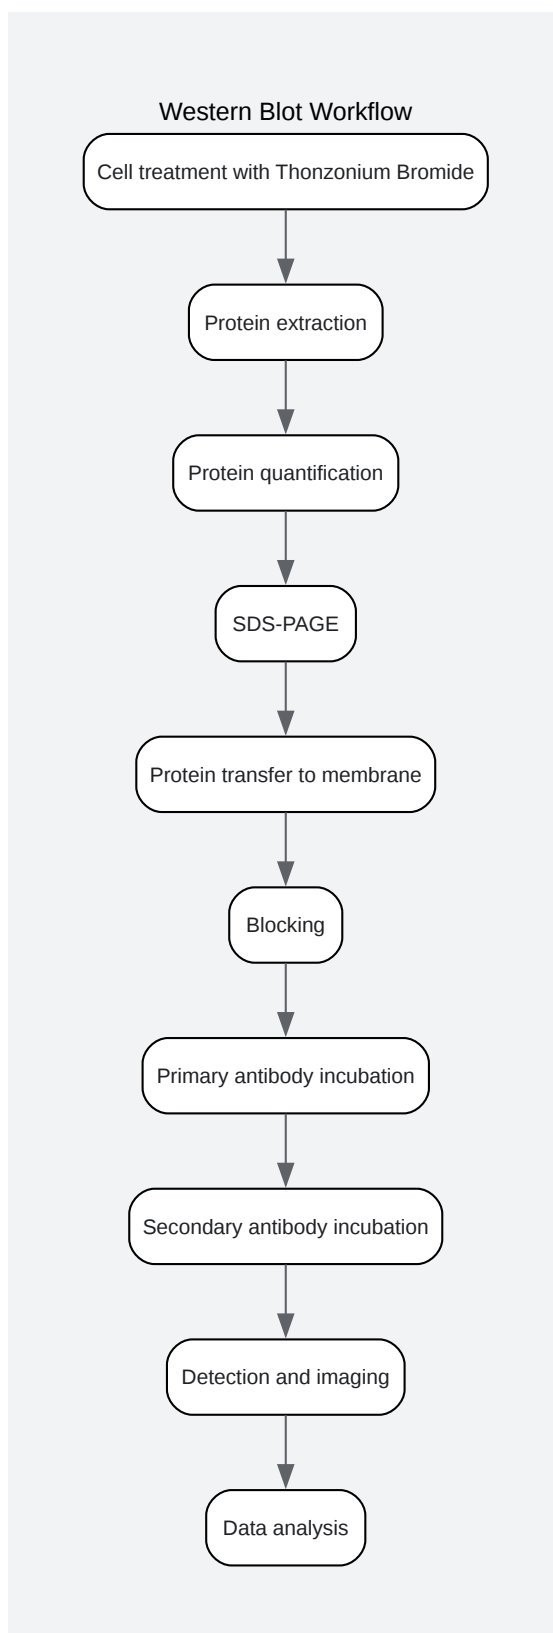 Western Blot Workflow
Cell treatment with Thonzonium Bromide
Protein extraction
Protein quantification
SDS-PAGE
Protein transfer to membrane
Blocking
Primary antibody incubation
Secondary antibody incubation
Detection and imaging
Data analysis